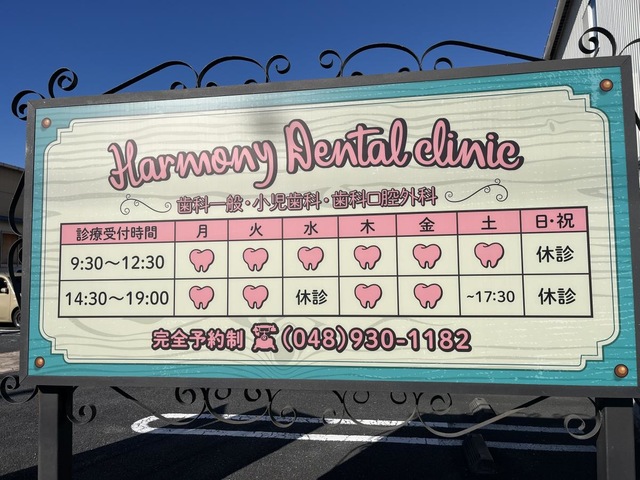 Harmony Dental clinic
歯科一般・小児歯科・歯科口腔外科
診療受付時間 月 火 水 木 金 土 日・祝
9:30〜12:30 休診
14:30〜19:00 休診 ~17:30 休診
完全予約制 (048)930-1182